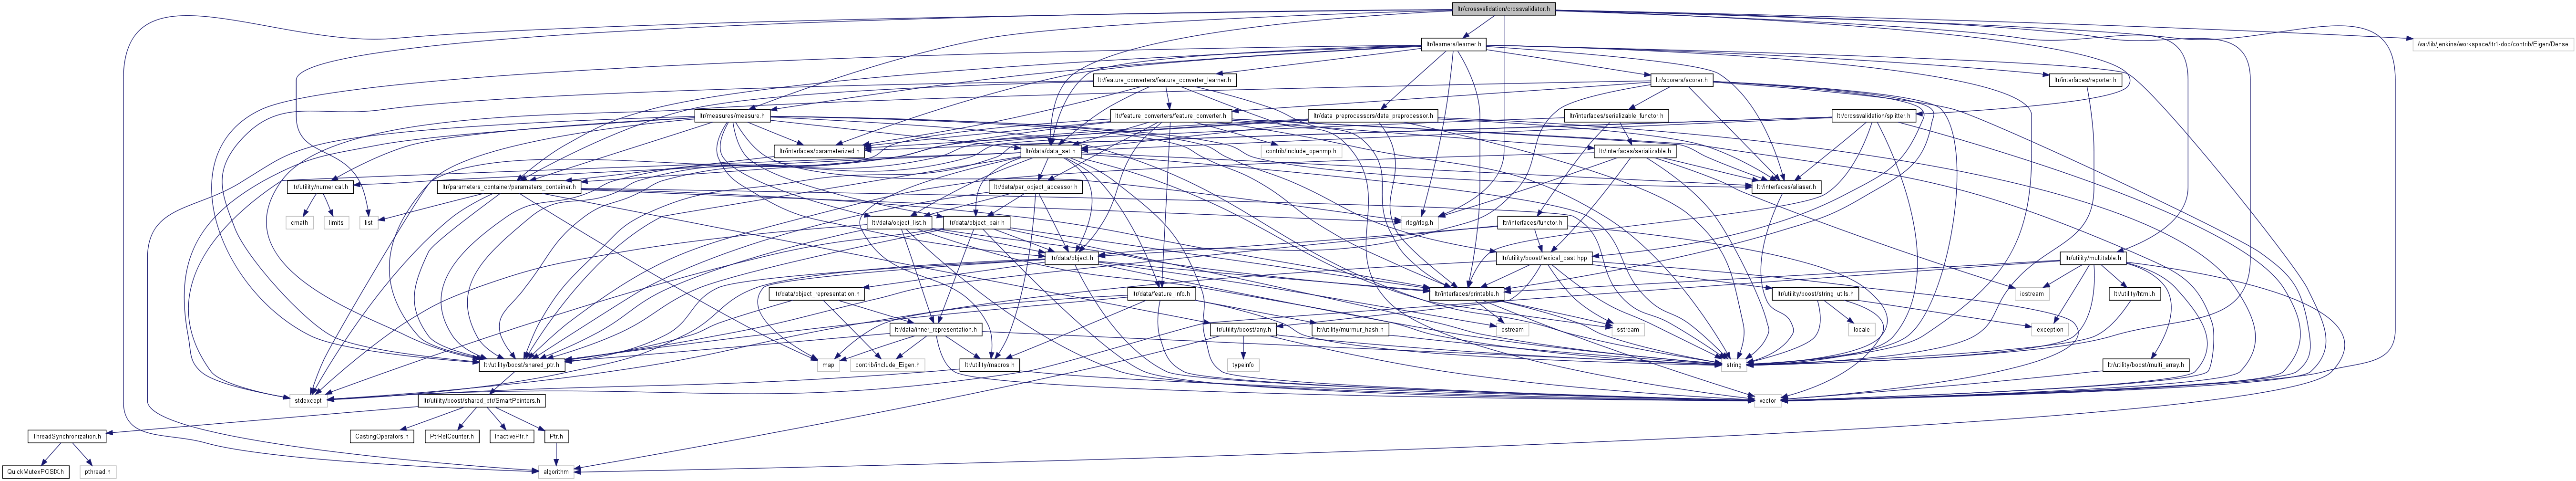 ltr/crossvalidation/crossvalidator.h
ltr/learners/learner.h
/var/lib/jenkins/workspace/ltr1-doc/contrib/Eigen/Dense
ltr/feature_converters/feature_converter_learner.h
ltr/scorers/scorer.h
ltr/interfaces/reporter.h
ltr/measures/measure.h
ltr/feature_converters/feature_converter.h
ltr/data_preprocessors/data_preprocessor.h
ltr/interfaces/serializable_functor.h
ltr/crossvalidation/splitter.h
ltr/interfaces/parameterized.h
ltr/data/data_set.h
contrib/include_openmp.h
ltr/interfaces/serializable.h
ltr/utility/numerical.h
ltr/parameters_container/parameters_container.h
ltr/data/per_object_accessor.h
ltr/interfaces/aliaser.h
cmath
limits
list
ltr/data/object_list.h
ltr/data/object_pair.h
rlog/rlog.h
ltr/interfaces/functor.h
ltr/data/object.h
ltr/utility/boost/lexical_cast.hpp
ltr/utility/multitable.h
ltr/data/object_representation.h
ltr/data/feature_info.h
ltr/interfaces/printable.h
ltr/utility/boost/string_utils.h
iostream
ltr/utility/html.h
ltr/data/inner_representation.h
ltr/utility/boost/any.h
ltr/utility/murmur_hash.h
ostream
sstream
locale
exception
ltr/utility/boost/shared_ptr.h
map
contrib/include_Eigen.h
ltr/utility/macros.h
typeinfo
string
ltr/utility/boost/multi_array.h
stdexcept
ltr/utility/boost/shared_ptr/SmartPointers.h
vector
ThreadSynchronization.h
CastingOperators.h
PtrRefCounter.h
InactivePtr.h
Ptr.h
QuickMutexPOSIX.h
pthread.h
algorithm